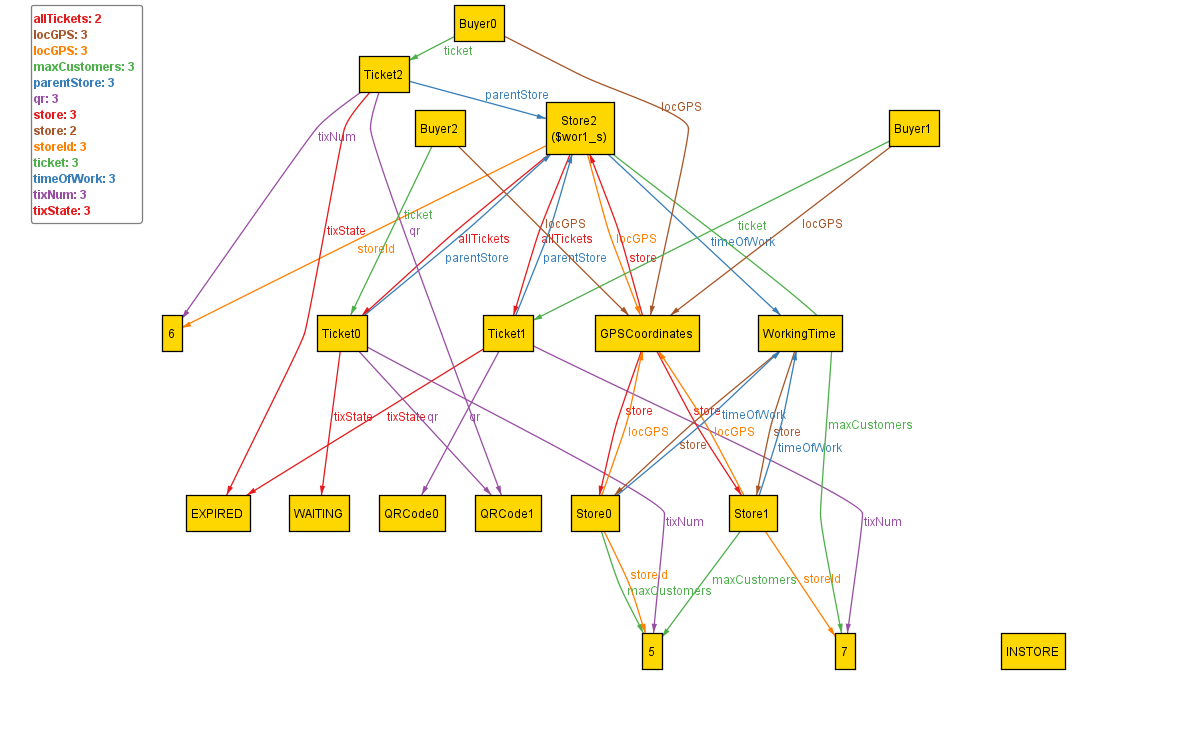 allTickets: 2
locGPS: 3
locGPS: 3
maxCustomers: 3
parentStore: 3
qr: 3
store: 3
store: 2
storeId: 3
ticket: 3
timeOfWork: 3
tixNum: 3
tixState: 3
Buyer0
ticket
Ticket2
parentStore
locGPS
Store2
($wor1_s)
Buyer2
Buyer1
tixNum
ticket
qr
tixState
storeId
allTickets
parentStore
locGPS
allTickets
parentStore
locGPS
store
timeOfWork
ticket
locGPS
6
Ticket0
Ticket1
GPSCoordinates
WorkingTime
tixState
tixState
qr
qr
store
locGPS
store
store
locGPS
timeOfWork
store
timeOfWork
maxCustomers
EXPIRED
WAITING
QRCode0
QRCode1
Store0
Store1
tixNum
tixNum
storeId
maxCustomers
maxCustomers
storeId
5
7
INSTORE